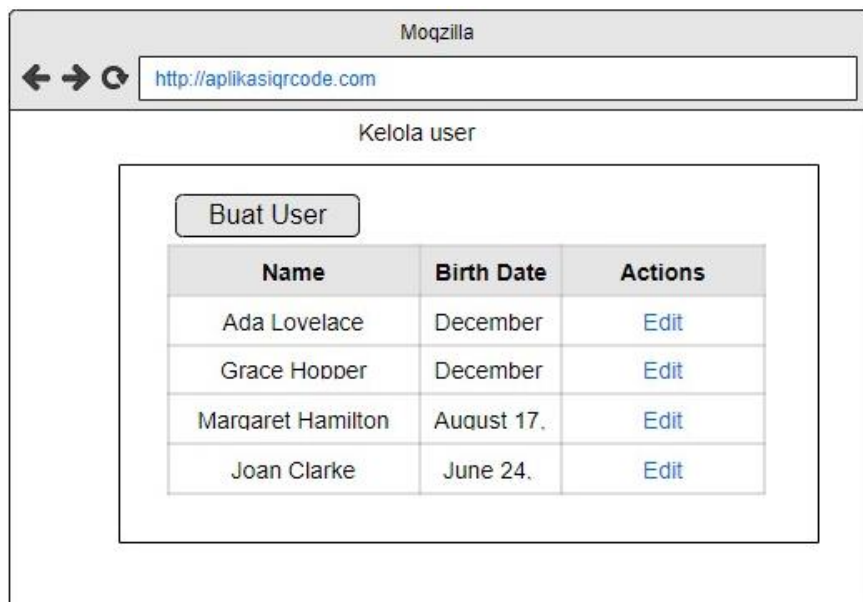 Moqzilla
http://aplikasiqrcode.com
Kelola user
Buat User
Name Birth Date Actions
Ada Lovelace December Edit
Grace Hopper December Edit
Margaret Hamilton August 17, Edit
Joan Clarke June 24, Edit